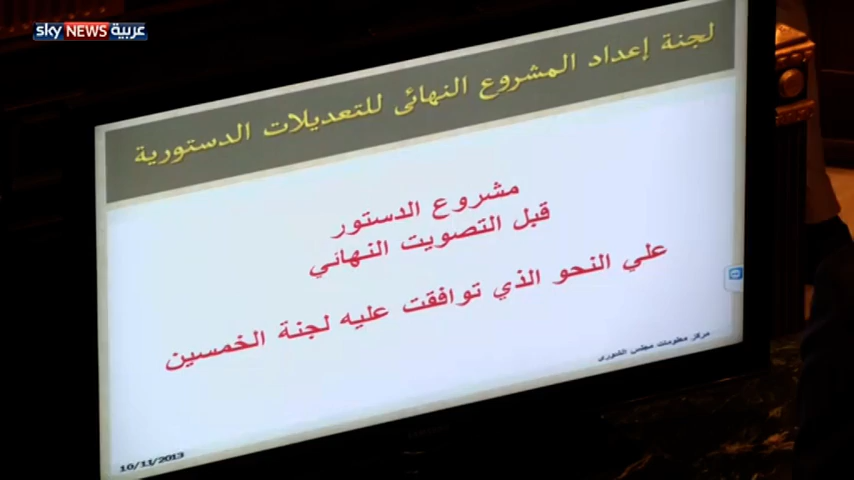 sky NEWS عربية
لجنة إعداد المشروع النهائى للتعديلات الدستورية
مشروع الدستور
قبل التصويت النهائي
علي النحو الذي توافقت عليه لجنة الخمسين
مركز معلومات مجلس الشورى
10/11/2013